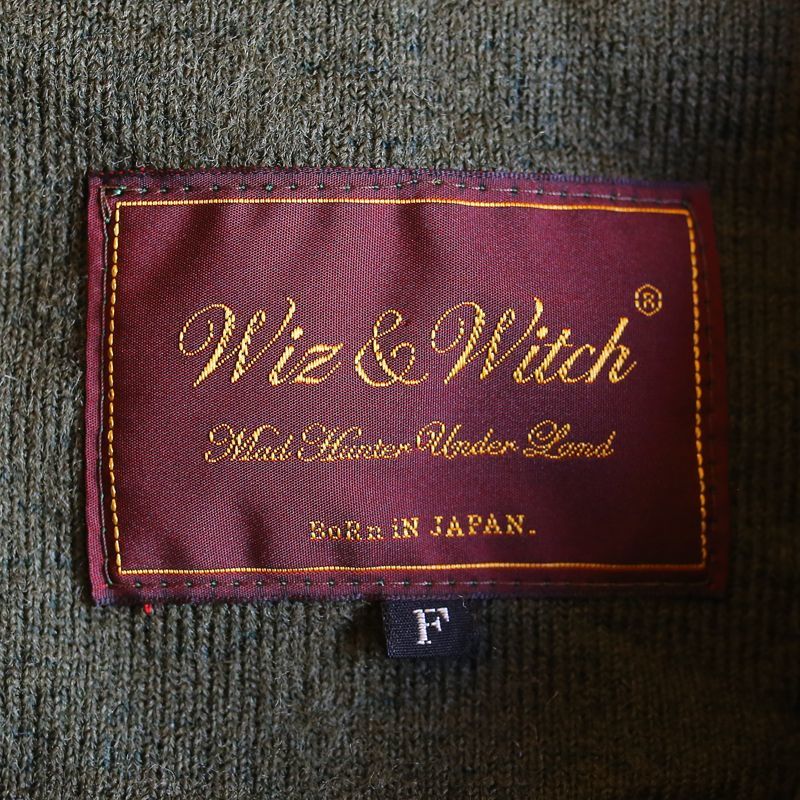 Wiz & Witch®
Mad Hunter Under Land
BoRn iN JAPAN.
F